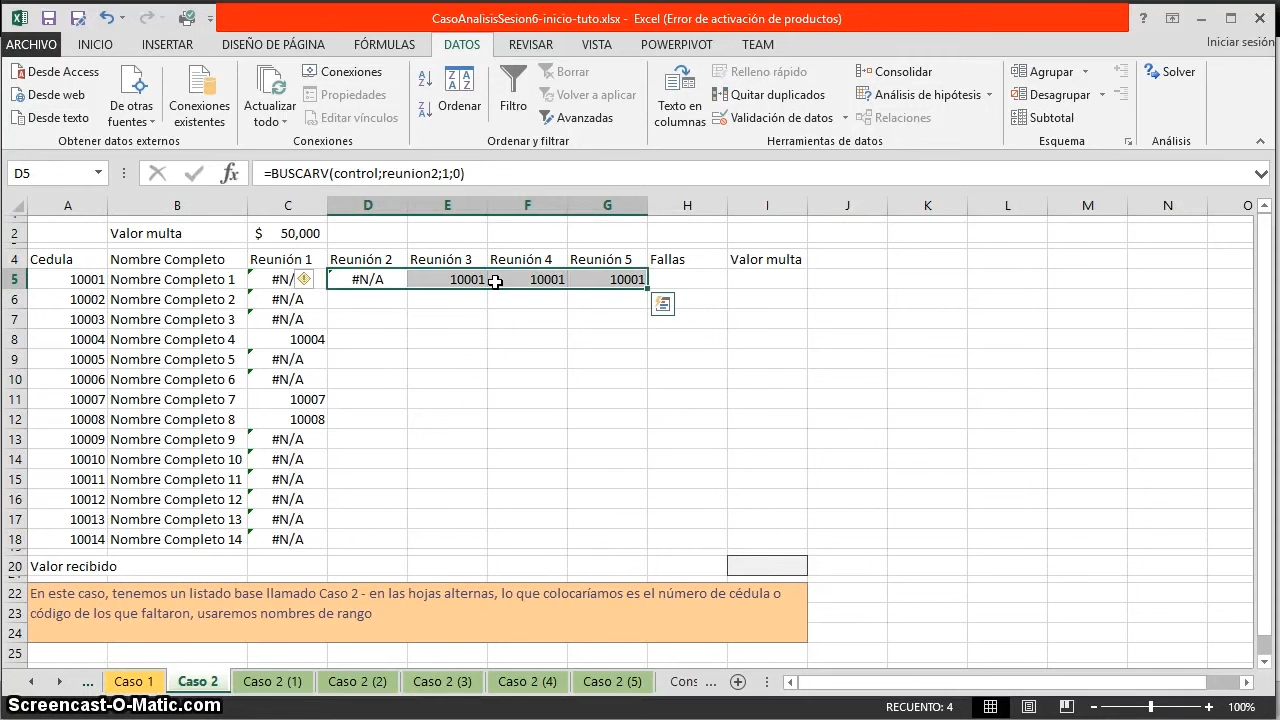 CasoAnalisisSesion6-inicio-tuto.xlsx - Excel (Error de activación de productos)
ARCHIVO INICIO INSERTAR DISEÑO DE PÁGINA FÓRMULAS DATOS REVISAR VISTA POWERPIVOT TEAM Iniciar sesión
Desde Access
Desde web
Desde texto
De otras fuentes
Conexiones existentes
Obtener datos externos
Actualizar todo
Conexiones
Propiedades
Editar vínculos
Conexiones
Ordenar
Filtro
Borrar
Volver a aplicar
Avanzadas
Ordenar y filtrar
Texto en columnas
Relleno rápido
Quitar duplicados
Validación de datos
Consolidar
Análisis de hipótesis
Relaciones
Herramientas de datos
Agrupar
Desagrupar
Subtotal
Esquema
Solver
Análisis
D5 fx =BUSCARV(control;reunion2;1;0)
A B C D E F G H I J K L M N O
2 Valor multa $ 50,000
4 Cedula Nombre Completo Reunión 1 Reunión 2 Reunión 3 Reunión 4 Reunión 5 Fallas Valor multa
5 10001 Nombre Completo 1 #N/ #N/A 10001 10001 10001
6 10002 Nombre Completo 2 #N/A
7 10003 Nombre Completo 3 #N/A
8 10004 Nombre Completo 4 10004
9 10005 Nombre Completo 5 #N/A
10 10006 Nombre Completo 6 #N/A
11 10007 Nombre Completo 7 10007
12 10008 Nombre Completo 8 10008
13 10009 Nombre Completo 9 #N/A
14 10010 Nombre Completo 10 #N/A
15 10011 Nombre Completo 11 #N/A
16 10012 Nombre Completo 12 #N/A
17 10013 Nombre Completo 13 #N/A
18 10014 Nombre Completo 14 #N/A
20 Valor recibido
22 En este caso, tenemos un listado base llamado Caso 2 - en las hojas alternas, lo que colocaríamos es el número de cédula o
23 código de los que faltaron, usaremos nombres de rango
24
25
... Caso 1 Caso 2 Caso 2 (1) Caso 2 (2) Caso 2 (3) Caso 2 (4) Caso 2 (5) Cons ...
Screencast-O-Matic.com RECUENTO: 4 100%